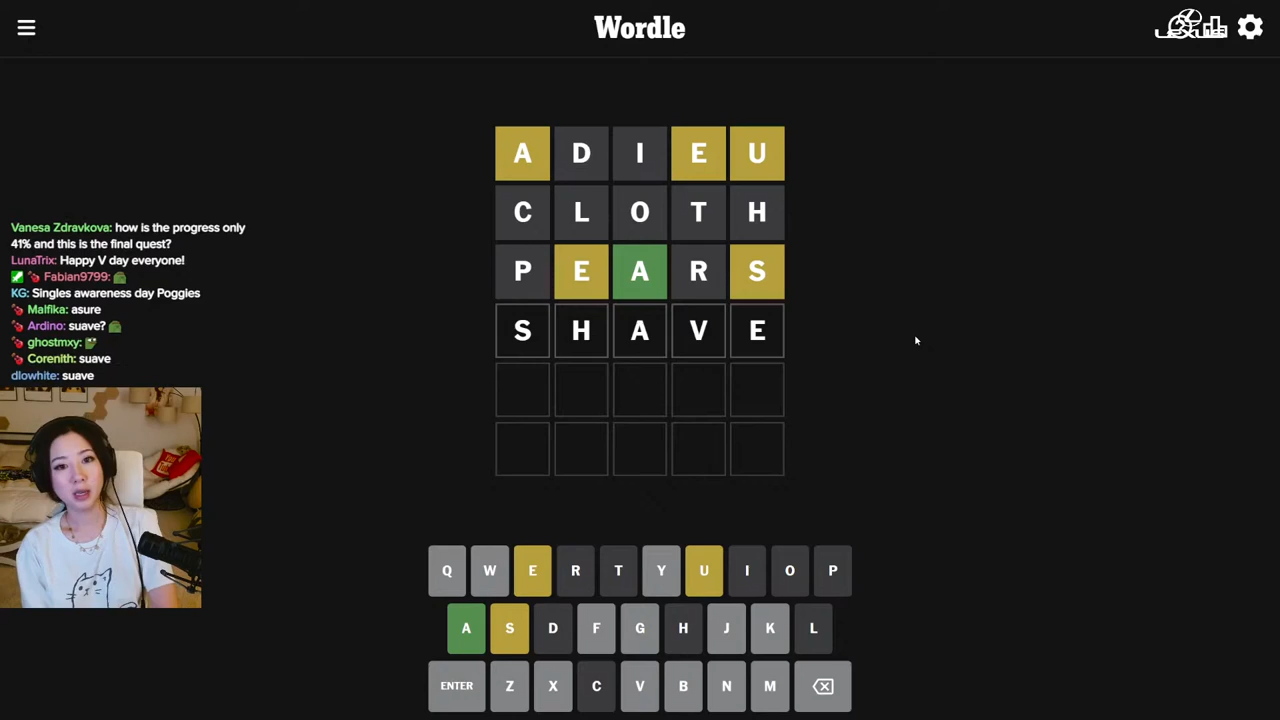 Wordle
LEXUS
A D I E U
C L O T H
P E A R S
S H A V E
Vanesa Zdravkova: how is the progress only
41% and this is the final quest?
LunaTrix: Happy V day everyone!
Fabian9799:
KG: Singles awareness day Poggies
Malfika: asure
Ardino: suave?
ghostmxy:
Corenith: suave
dlowhite: suave
Q W E R T Y U I O P
A S D F G H J K L
ENTER Z X C V B N M